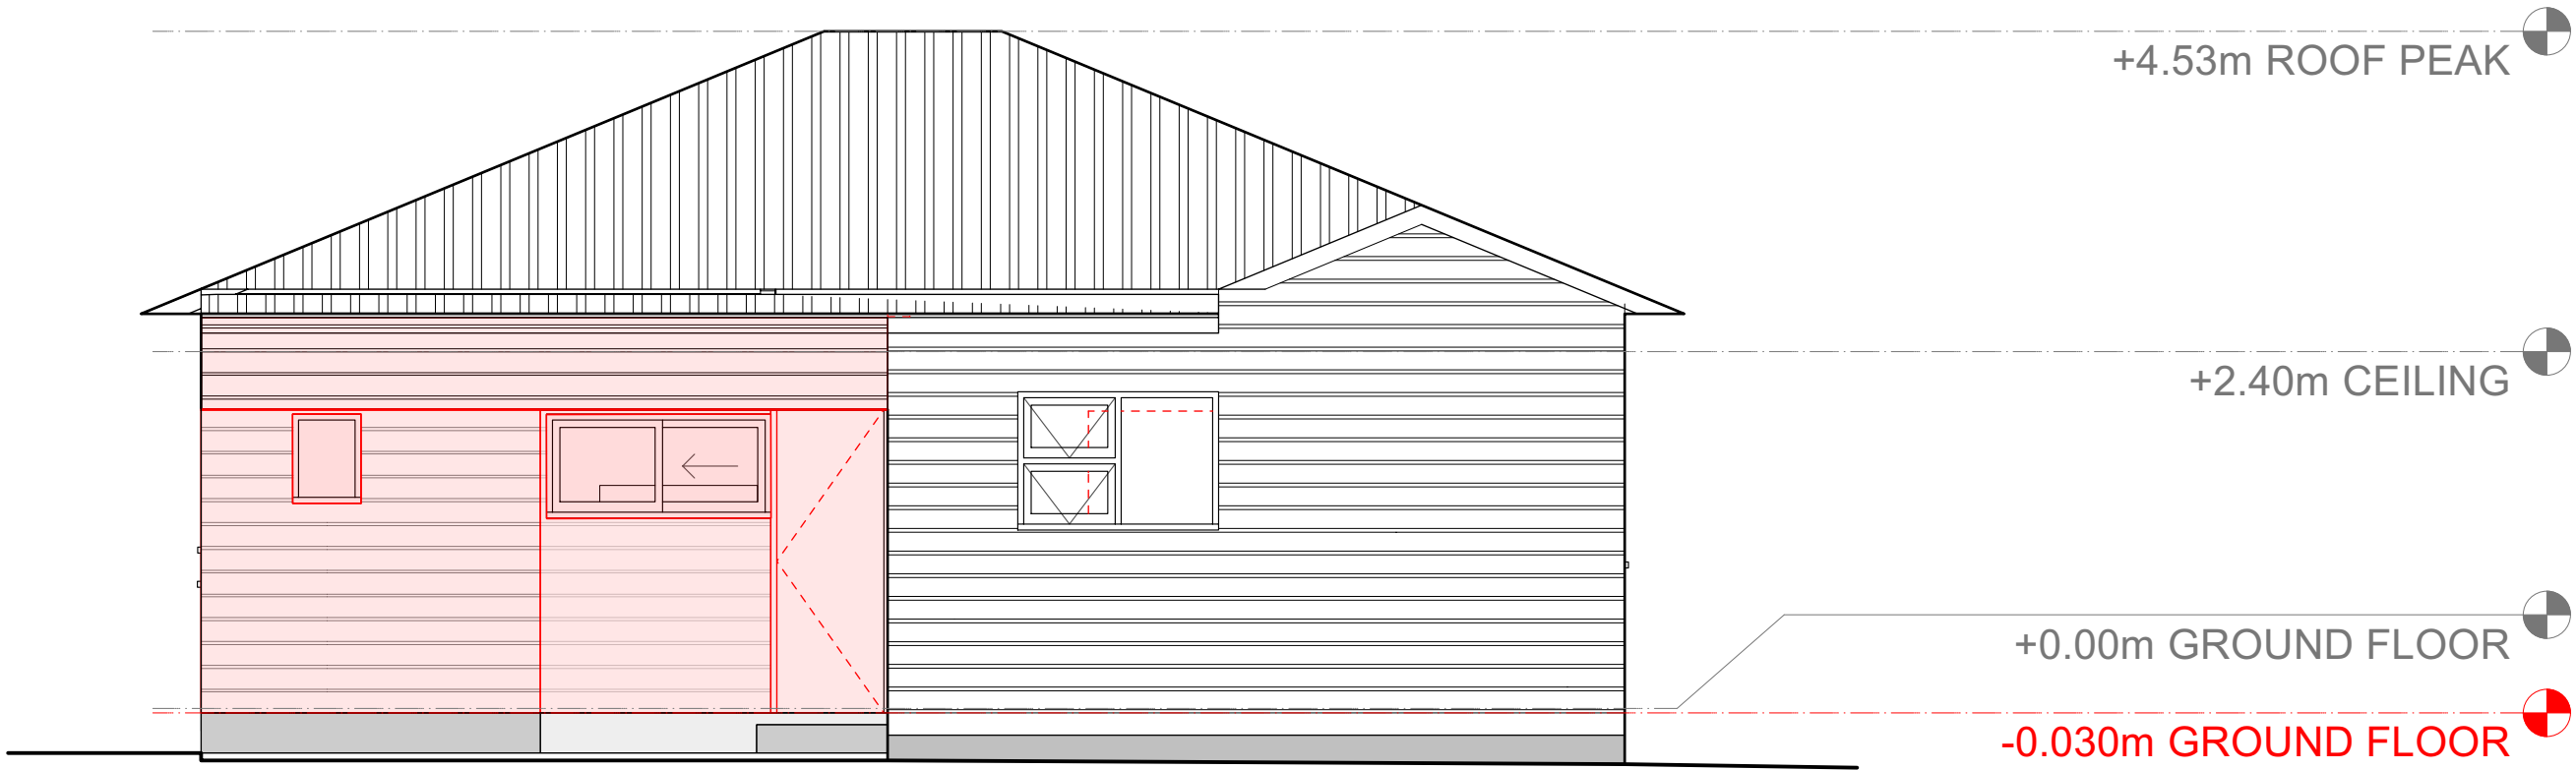 +4.53m ROOF PEAK
+2.40m CEILING
+0.00m GROUND FLOOR
-0.030m GROUND FLOOR